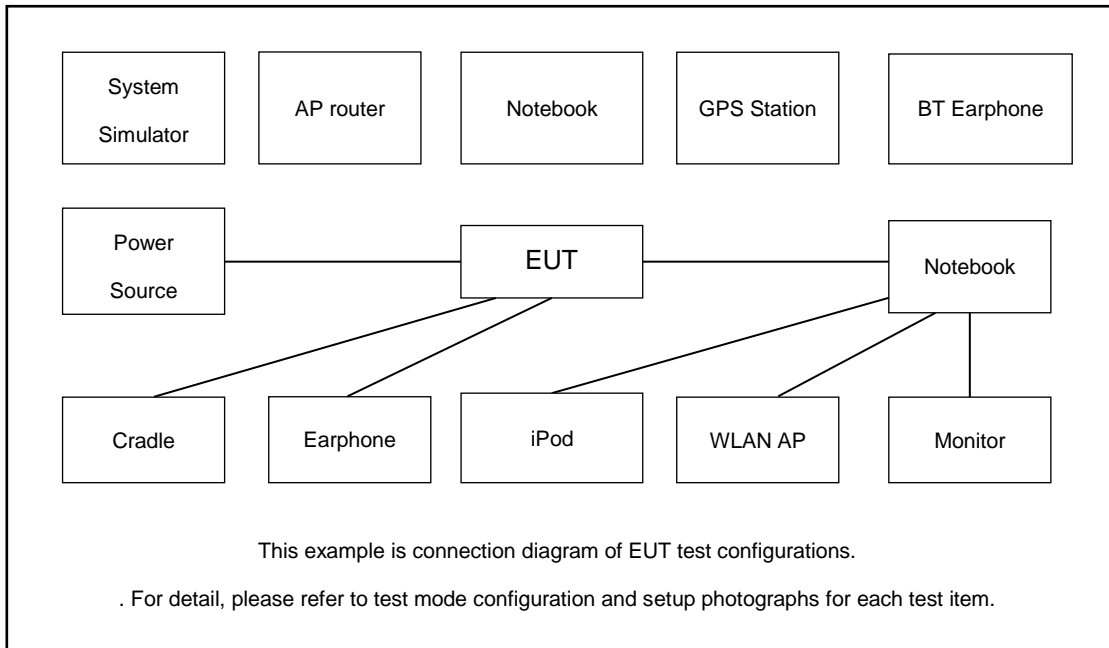 System
Simulator
AP router
Notebook
GPS Station
BT Earphone
Power
Source
EUT
Notebook
Cradle
Earphone
iPod
WLAN AP
Monitor
This example is connection diagram of EUT test configurations.
. For detail, please refer to test mode configuration and setup photographs for each test item.